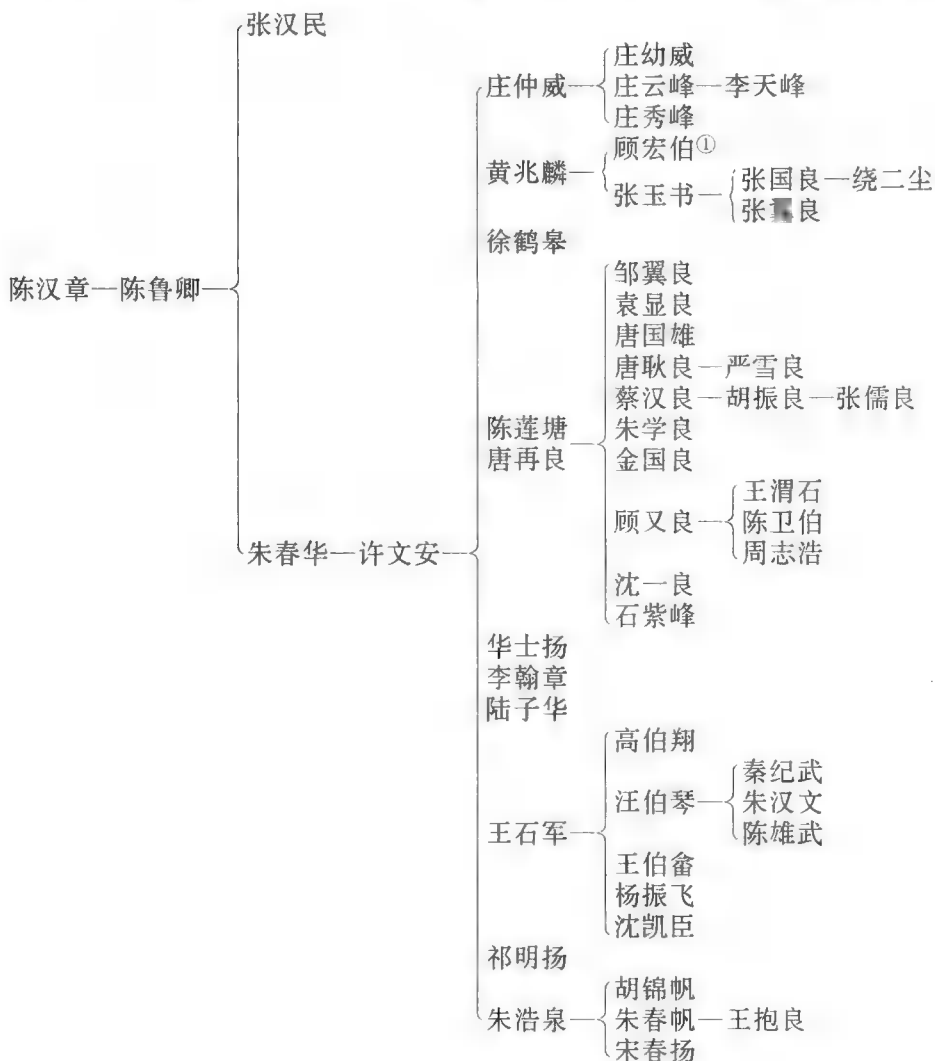 张汉民
庄幼威
庄仲威 庄云峰 李天峰
庄秀峰
顾宏伯①
黄兆麟
张玉书 张国良 绕二尘
张 良
徐鹤皋
陈汉章 陈鲁卿
邹翼良
袁显良
唐国雄
唐耿良 严雪良
蔡汉良 胡振良 张儒良
陈莲塘 朱学良
唐再良 金国良
王渭石
顾又良 陈卫伯
周志浩
朱春华 许文安
沈一良
石紫峰
华士扬
李翰章
陆子华
高伯翔
秦纪武
汪伯琴 朱汉文
陈雄武
王石军
王伯畲
杨振飞
沈凯臣
祁明扬
胡锦帆
朱浩泉 朱春帆 王抱良
宋春扬